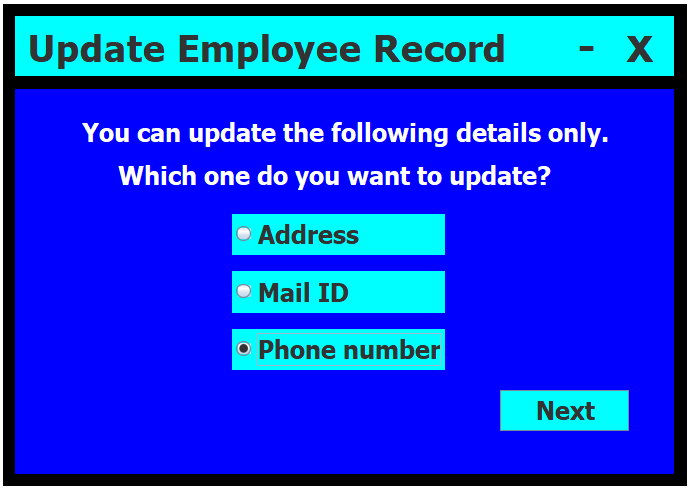 Update Employee Record - X
You can update the following details only.
Which one do you want to update?
Address
Mail ID
Phone number
Next